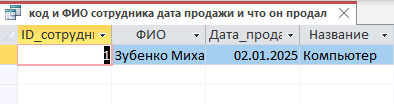 код и ФИО сотрудника дата продажи и что он продал
ID_сотрудни ФИО Дата_прода Название
1 Зубенко Миха 02.01.2025 Компьютер